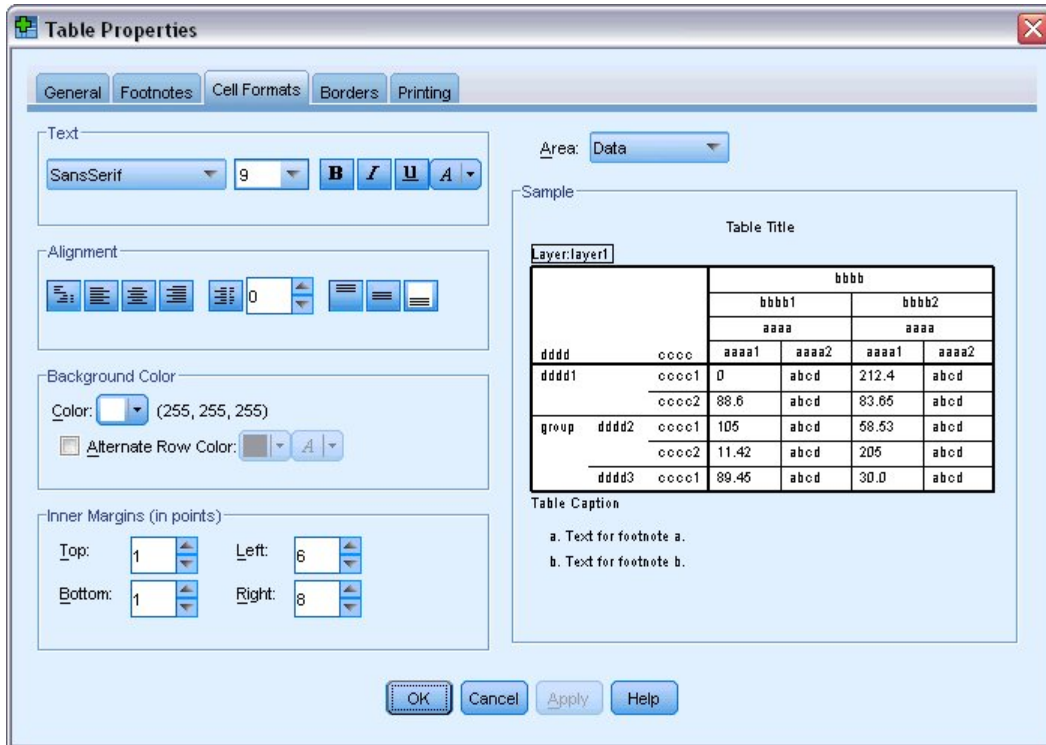 Table Properties
General Footnotes Cell Formats Borders Printing
Text
SansSerif 9 B I U A
Alignment
0
Background Color
Color: (255, 255, 255)
Alternate Row Color: A
Inner Margins (in points)
Top: 1 Left: 6
Bottom: 1 Right: 8
Area: Data
Sample
Table Title
Layer:layer1
bbbb
bbbb1 bbbb2
aaaa aaaa
dddd cccc aaaa1 aaaa2 aaaa1 aaaa2
dddd1 cccc1 0 abcd 212.4 abcd
cccc2 88.6 abcd 83.65 abcd
group dddd2 cccc1 105 abcd 58.53 abcd
cccc2 11.42 abcd 205 abcd
dddd3 cccc1 89.45 abcd 30.0 abcd
Table Caption
a. Text for footnote a.
b. Text for footnote b.
OK Cancel Apply Help